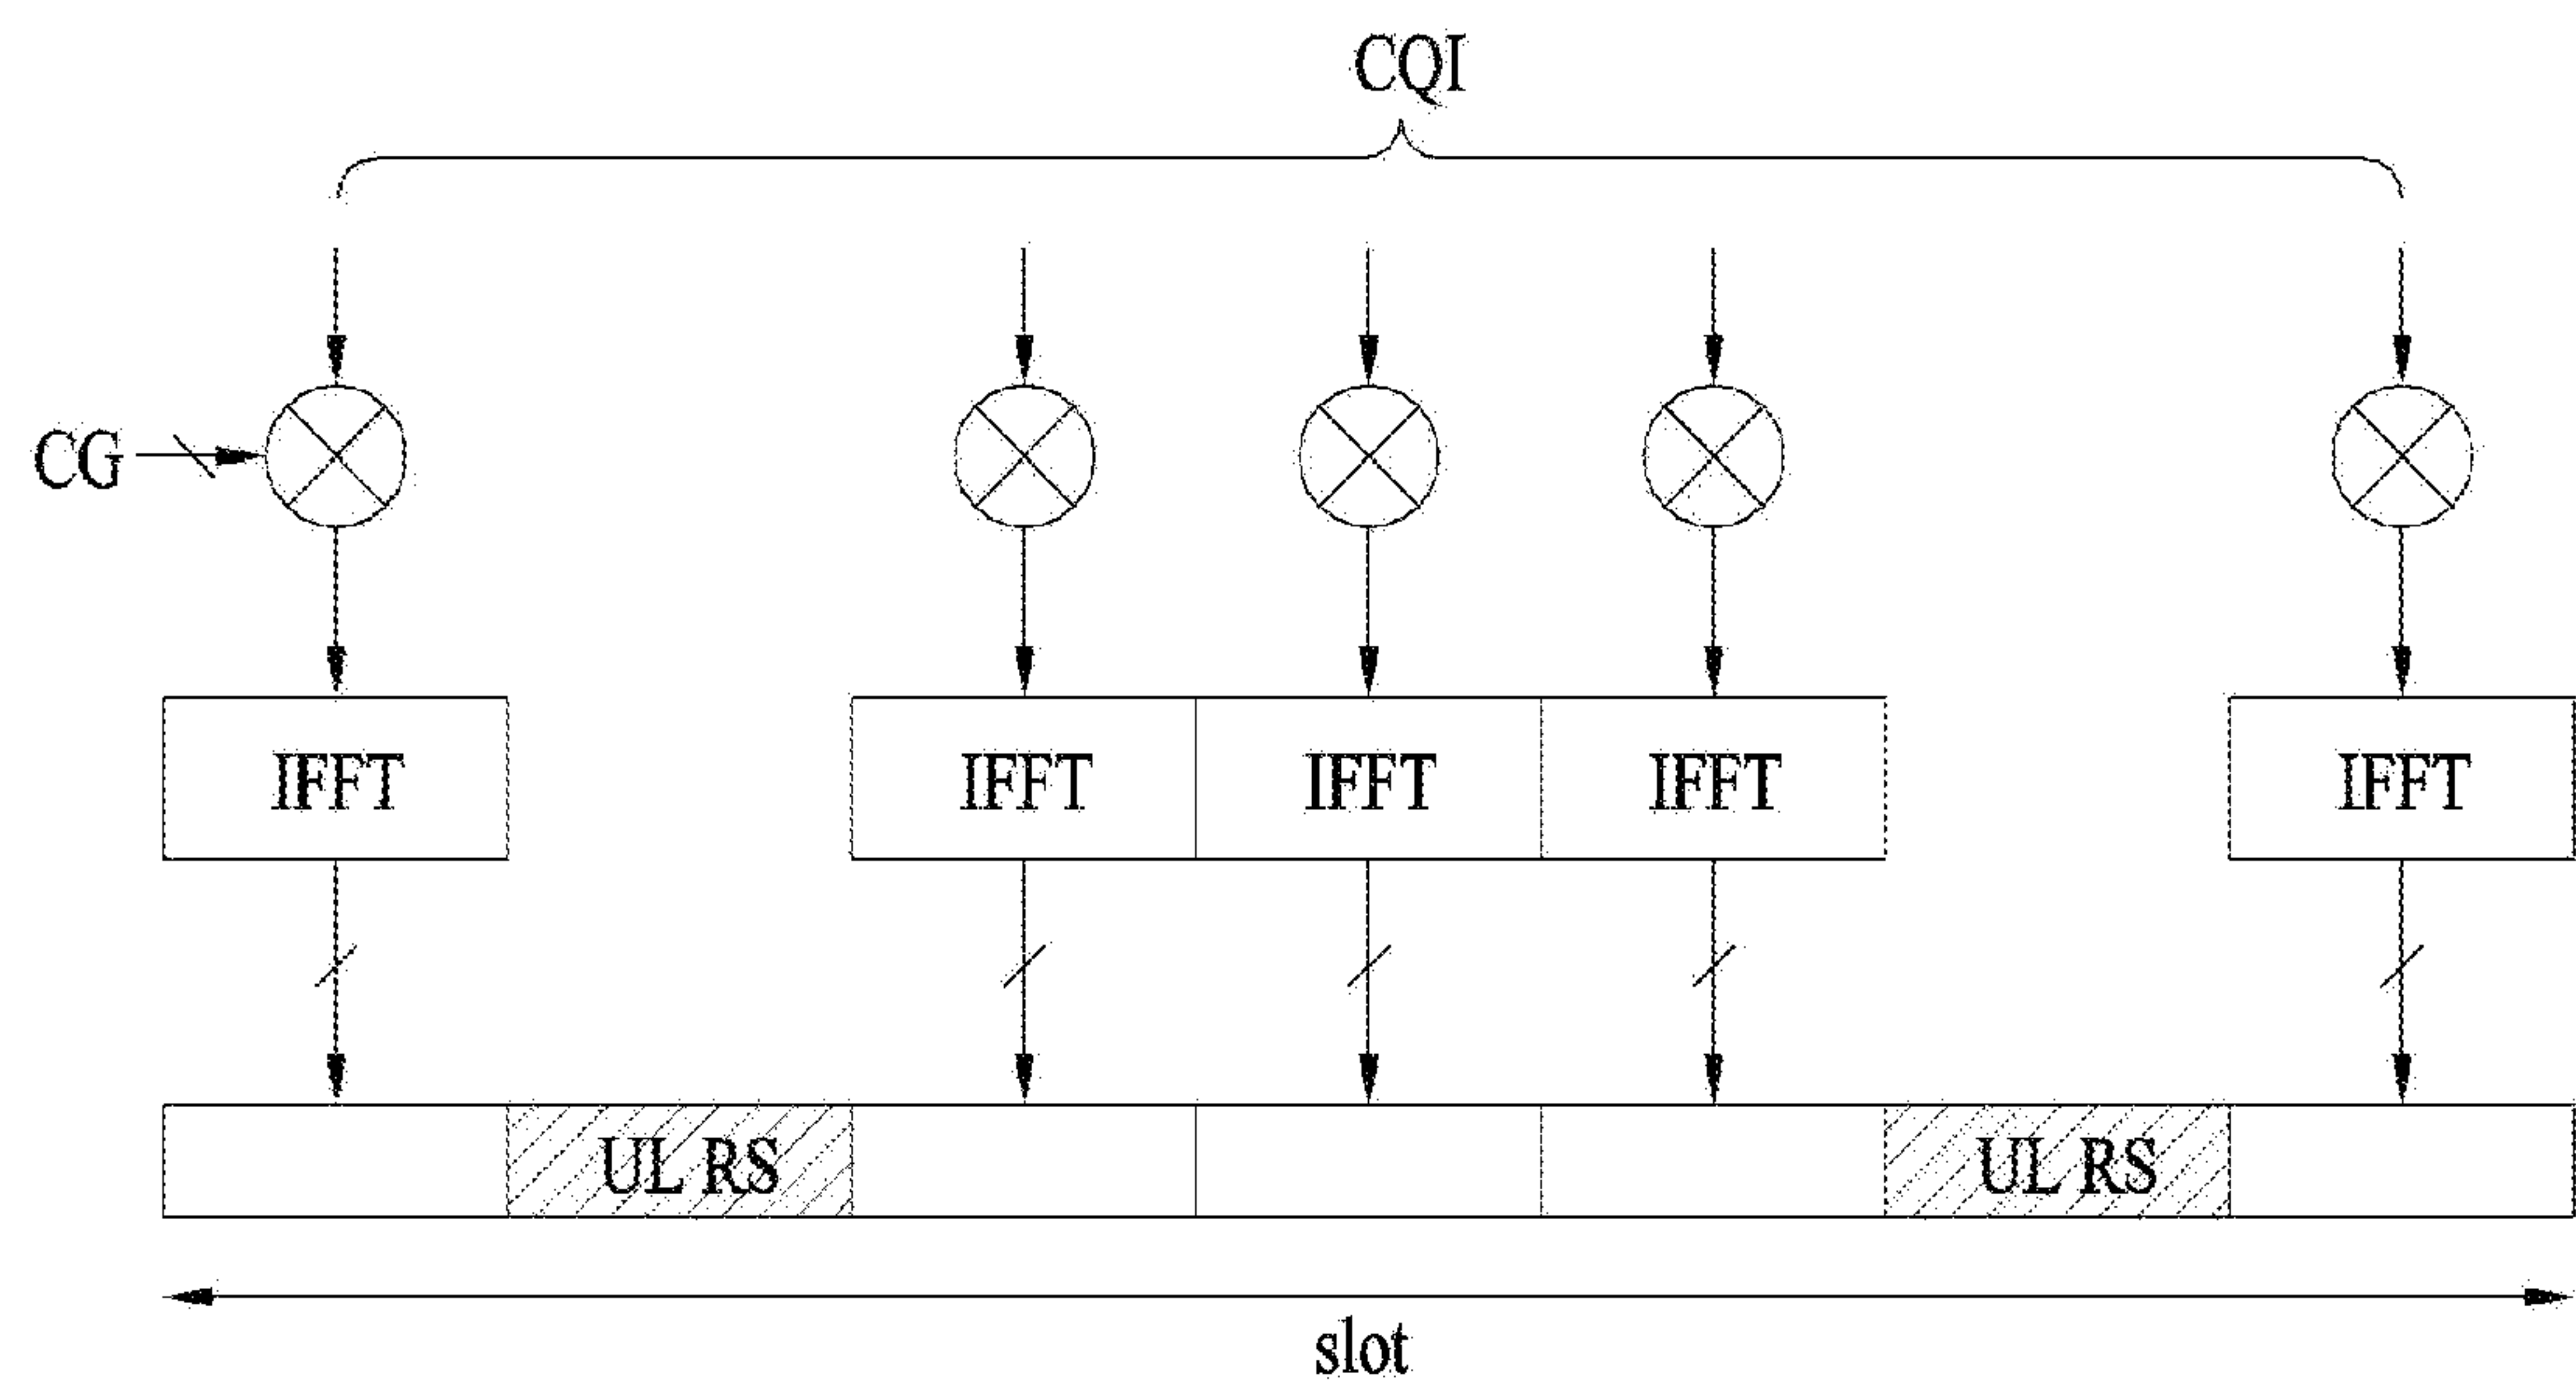 CQI
CG
IFFT IFFT IFFT IFFT IFFT
UL RS UL RS
slot